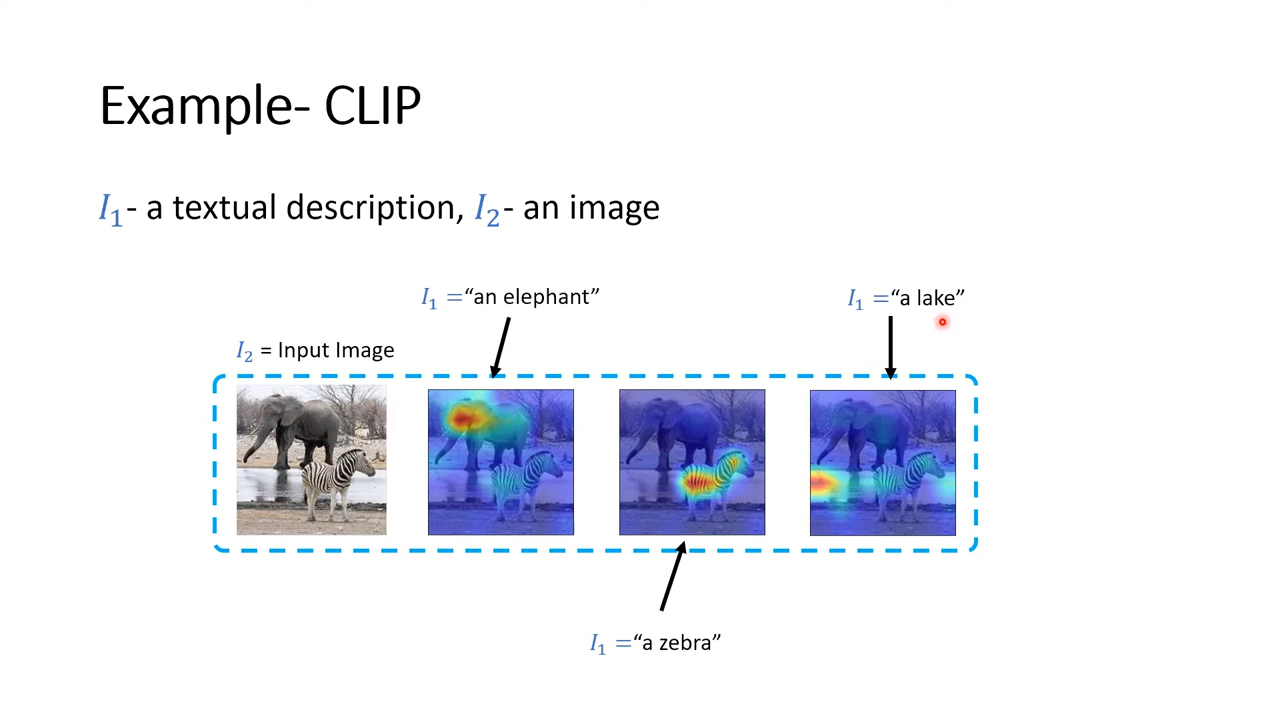 Example- CLIP
I₁- a textual description, I₂- an image
I₁ =“an elephant”
I₁ =“a lake”
I₂ = Input Image
I₁ =“a zebra”